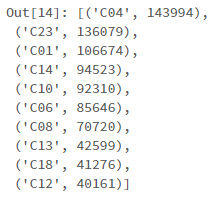 Out[14]: [('C04', 143994),
('C23', 136079),
('C01', 106674),
('C14', 94523),
('C10', 92310),
('C06', 85646),
('C08', 70720),
('C13', 42599),
('C18', 41276),
('C12', 40161)]